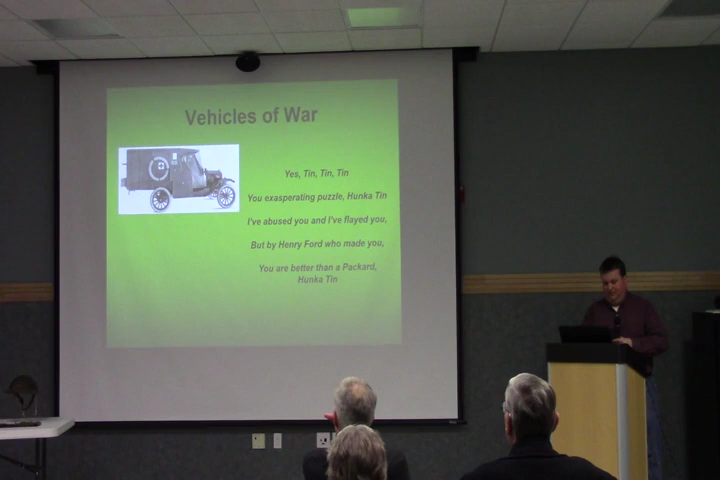 Vehicles of War
Yes, Tin, Tin, Tin
You exasperating puzzle, Hunka Tin
I've abused you and I've flayed you,
But by Henry Ford who made you,
You are better than a Packard,
Hunka Tin